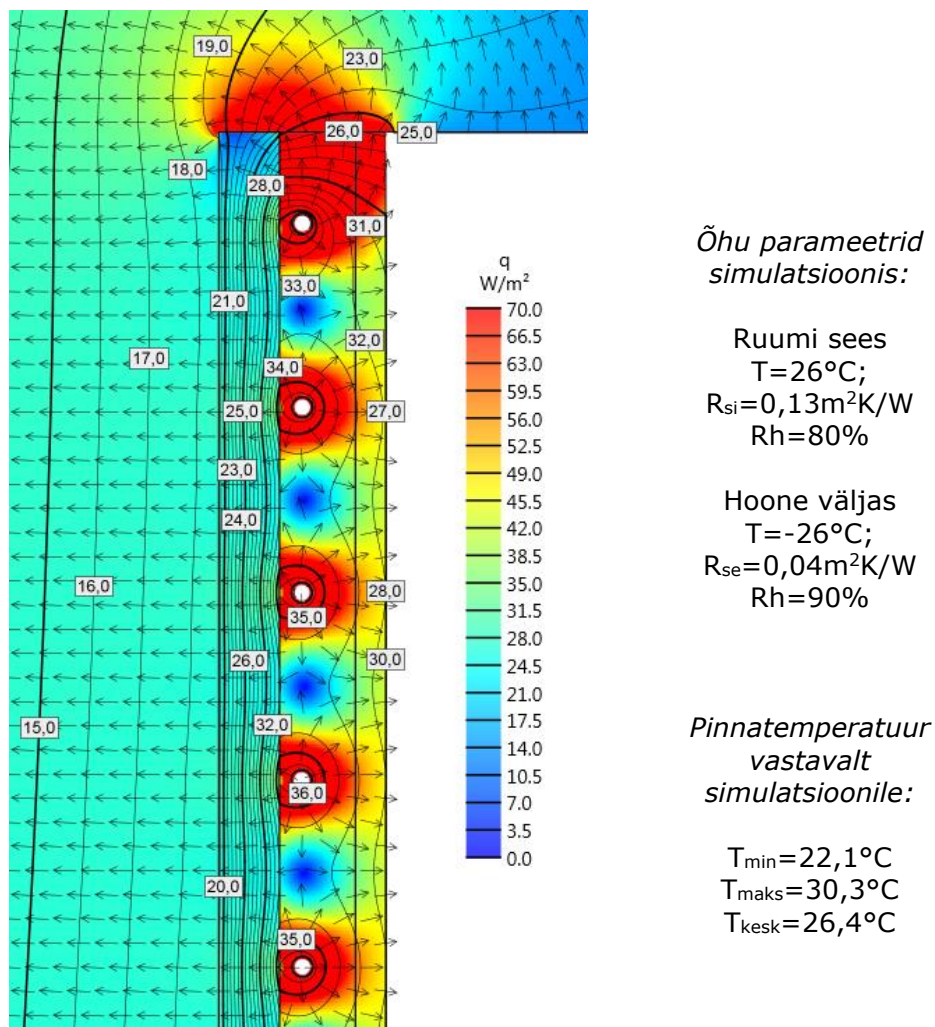 19,0
23,0
26,0
25,0
18,0
28,0
31,0
33,0
21,0
32,0
17,0
34,0
25,0
27,0
23,0
24,0
16,0
28,0
35,0
26,0
30,0
15,0
32,0
36,0
20,0
35,0
q
W/m²
70.0
66.5
63.0
59.5
56.0
52.5
49.0
45.5
42.0
38.5
35.0
31.5
28.0
24.5
21.0
17.5
14.0
10.5
7.0
3.5
0.0
Õhu parameetrid
simulatsioonis:
Ruumi sees
T=26°C;
Rsi=0,13m²K/W
Rh=80%
Hoone väljas
T=-26°C;
Rse=0,04m²K/W
Rh=90%
Pinnatemperatuur
vastavalt
simulatsioonile:
Tmin=22,1°C
Tmaks=30,3°C
Tkesk=26,4°C